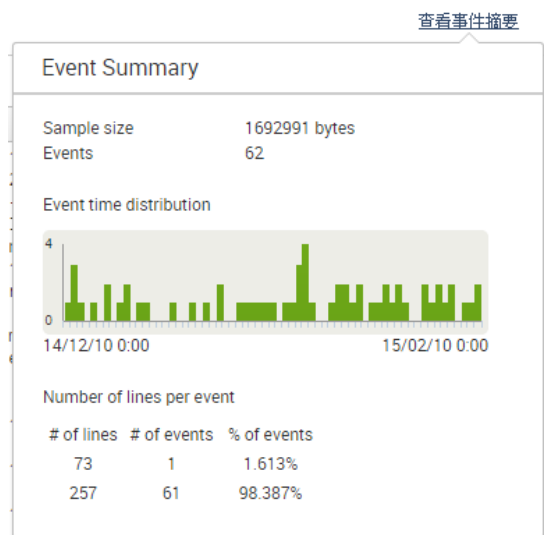 查看事件摘要
Event Summary
Sample size 1692991 bytes
Events 62
Event time distribution
4
0
14/12/10 0:00 15/02/10 0:00
Number of lines per event
# of lines # of events % of events
73 1 1.613%
257 61 98.387%